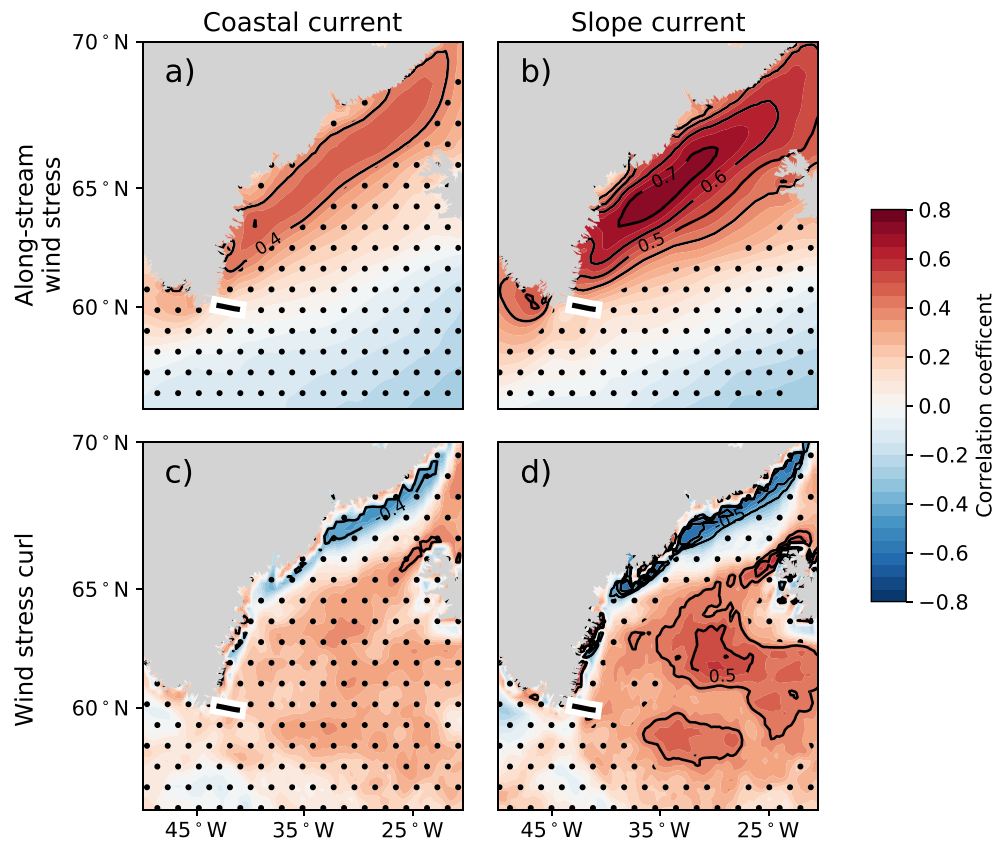 Coastal current
Slope current
70°N
65°N
60°N
Along-stream
wind stress
a)
0.4
b)
0.7
0.6
0.5
0.8
0.6
0.4
0.2
0.0
−0.2
−0.4
−0.6
−0.8
Correlation coefficent
70°N
65°N
60°N
Wind stress curl
c)
-0.4
d)
-0.5
0.5
45°W
35°W
25°W
45°W
35°W
25°W